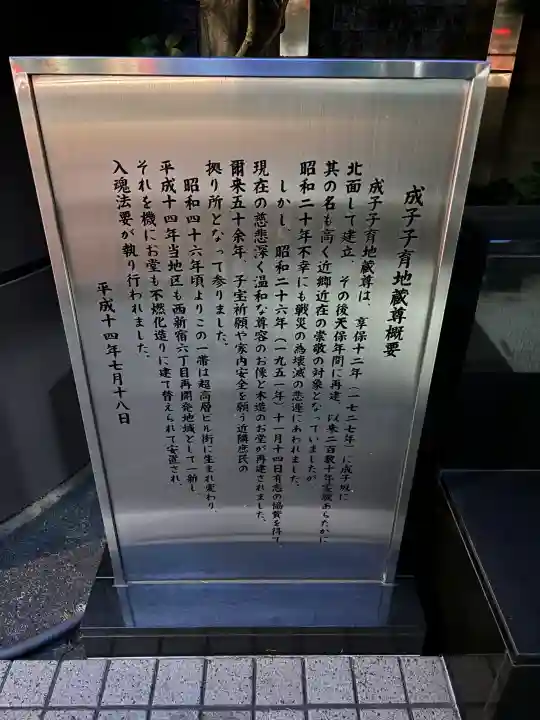 成子子育地蔵尊概要
成子子育地蔵尊は、享保十二年（一七二七年）に成子坂に
北面して建立、その後天保年間に再建、以来二百数十年霊験あらたかに
其の名も高く近郷近在の崇敬の対象となっていましたが
昭和二十年不幸にも戦災の為壊滅の悲運にあわれました。
しかし、昭和二十六年（一九五一年）十一月十四日有志の協賛を得て、
現在の慈悲深く温和な尊容のお像と木造のお堂が再建されました。
爾来五十余年、子宝祈願や家内安全を願う近隣庶民の
拠り所となって参りました。
昭和四十六年頃よりこの一帯は超高層ビル街に生まれ変わり、
平成十四年当地区も西新宿六丁目再開発地域として一新し
それを機にお堂も不燃化造りに建て替えられて安置され、
入魂法要が執り行われました。
平成十四年七月十八日